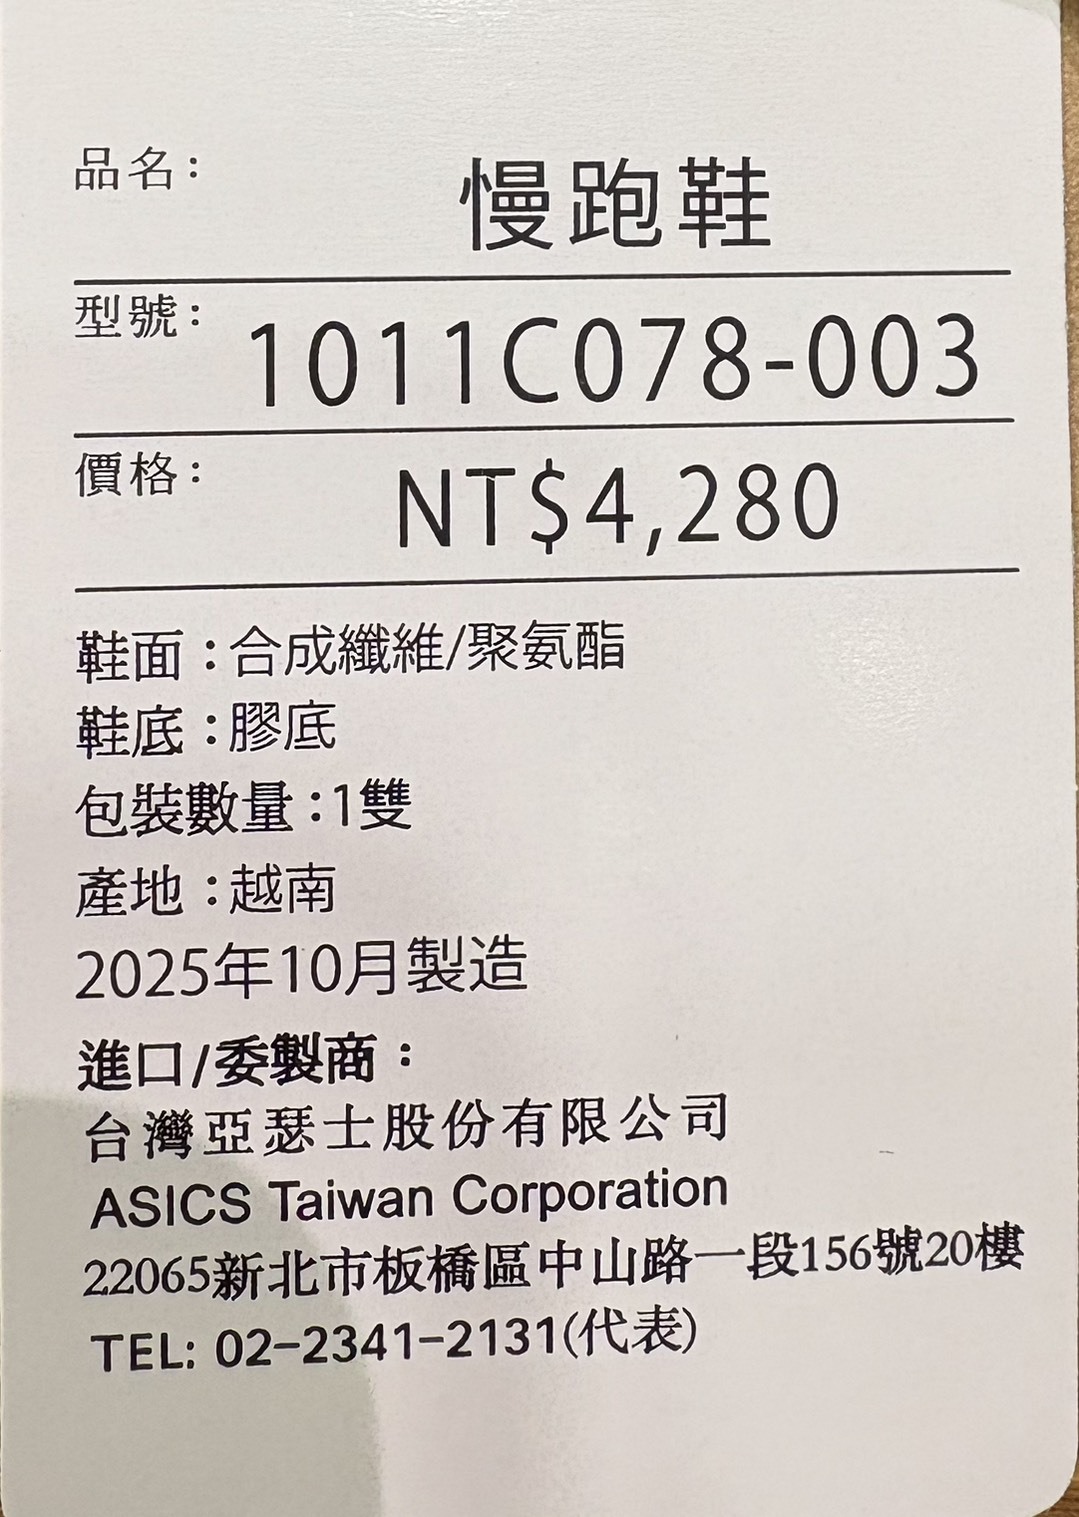 品名：慢跑鞋
型號：1011C078-003
價格：NT$4,280
鞋面：合成纖維/聚氨酯
鞋底：膠底
包裝數量：1雙
產地：越南
2025年10月製造
進口/委製商：
台灣亞瑟士股份有限公司
ASICS Taiwan Corporation
22065新北市板橋區中山路一段156號20樓
TEL: 02-2341-2131(代表)